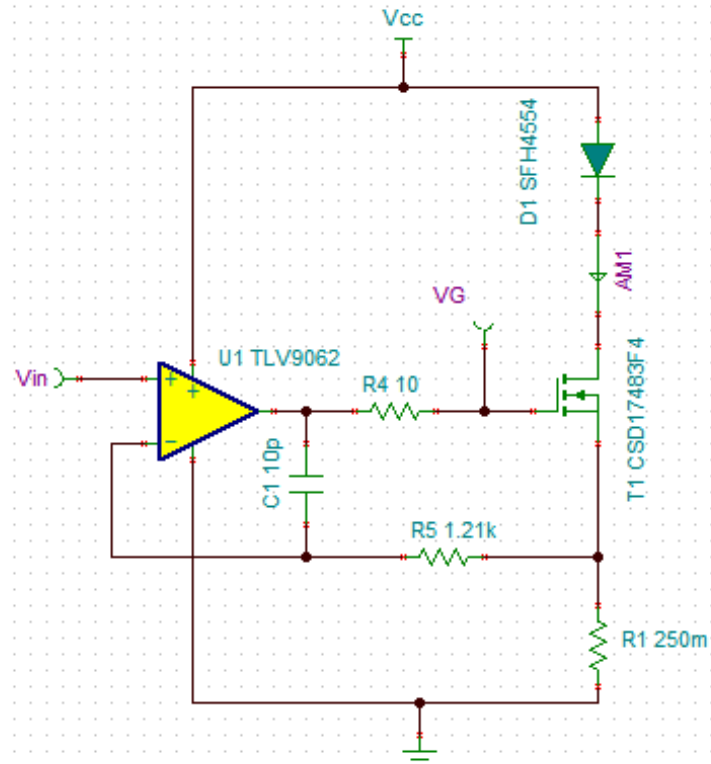 Vcc
D1 SFH4554
AM1
VG
U1 TLV9062
Vin
R4 10
T1 CSD17483F4
C1 10p
R5 1.21k
R1 250m